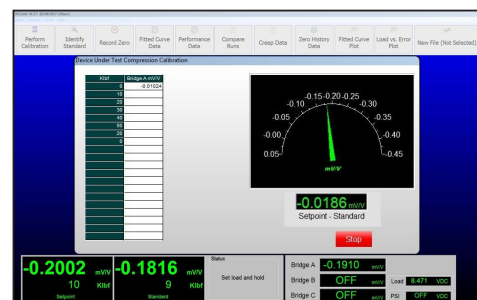 Perform Calibration
Identify Standard
Record Zero
Fitted Curve Data
Performance Data
Compare Runs
Creep Data
Zero History Data
Fitted Curve Plot
Load vs. Error Plot
New File (Not Selected)
Device Under Test Compression Calibration
Klbf Bridge A mV/V
0 -0.01024
10
20
30
40
50
20
0
-0.15 -0.20 -0.25
-0.10 -0.30
-0.05 -0.35
-0.00 -0.40
0.05 -0.45
mV/V
-0.0186 mV/V
Setpoint - Standard
Stop
-0.2002 mV/V
10 Klbf
Setpoint
-0.1816 mV/V
9 Klbf
Standard
Status
Set load and hold
Bridge A -0.1910 mV/V
Bridge B OFF mV/V Load 8.471 VDC
Bridge C OFF mV/V PSI OFF VDC